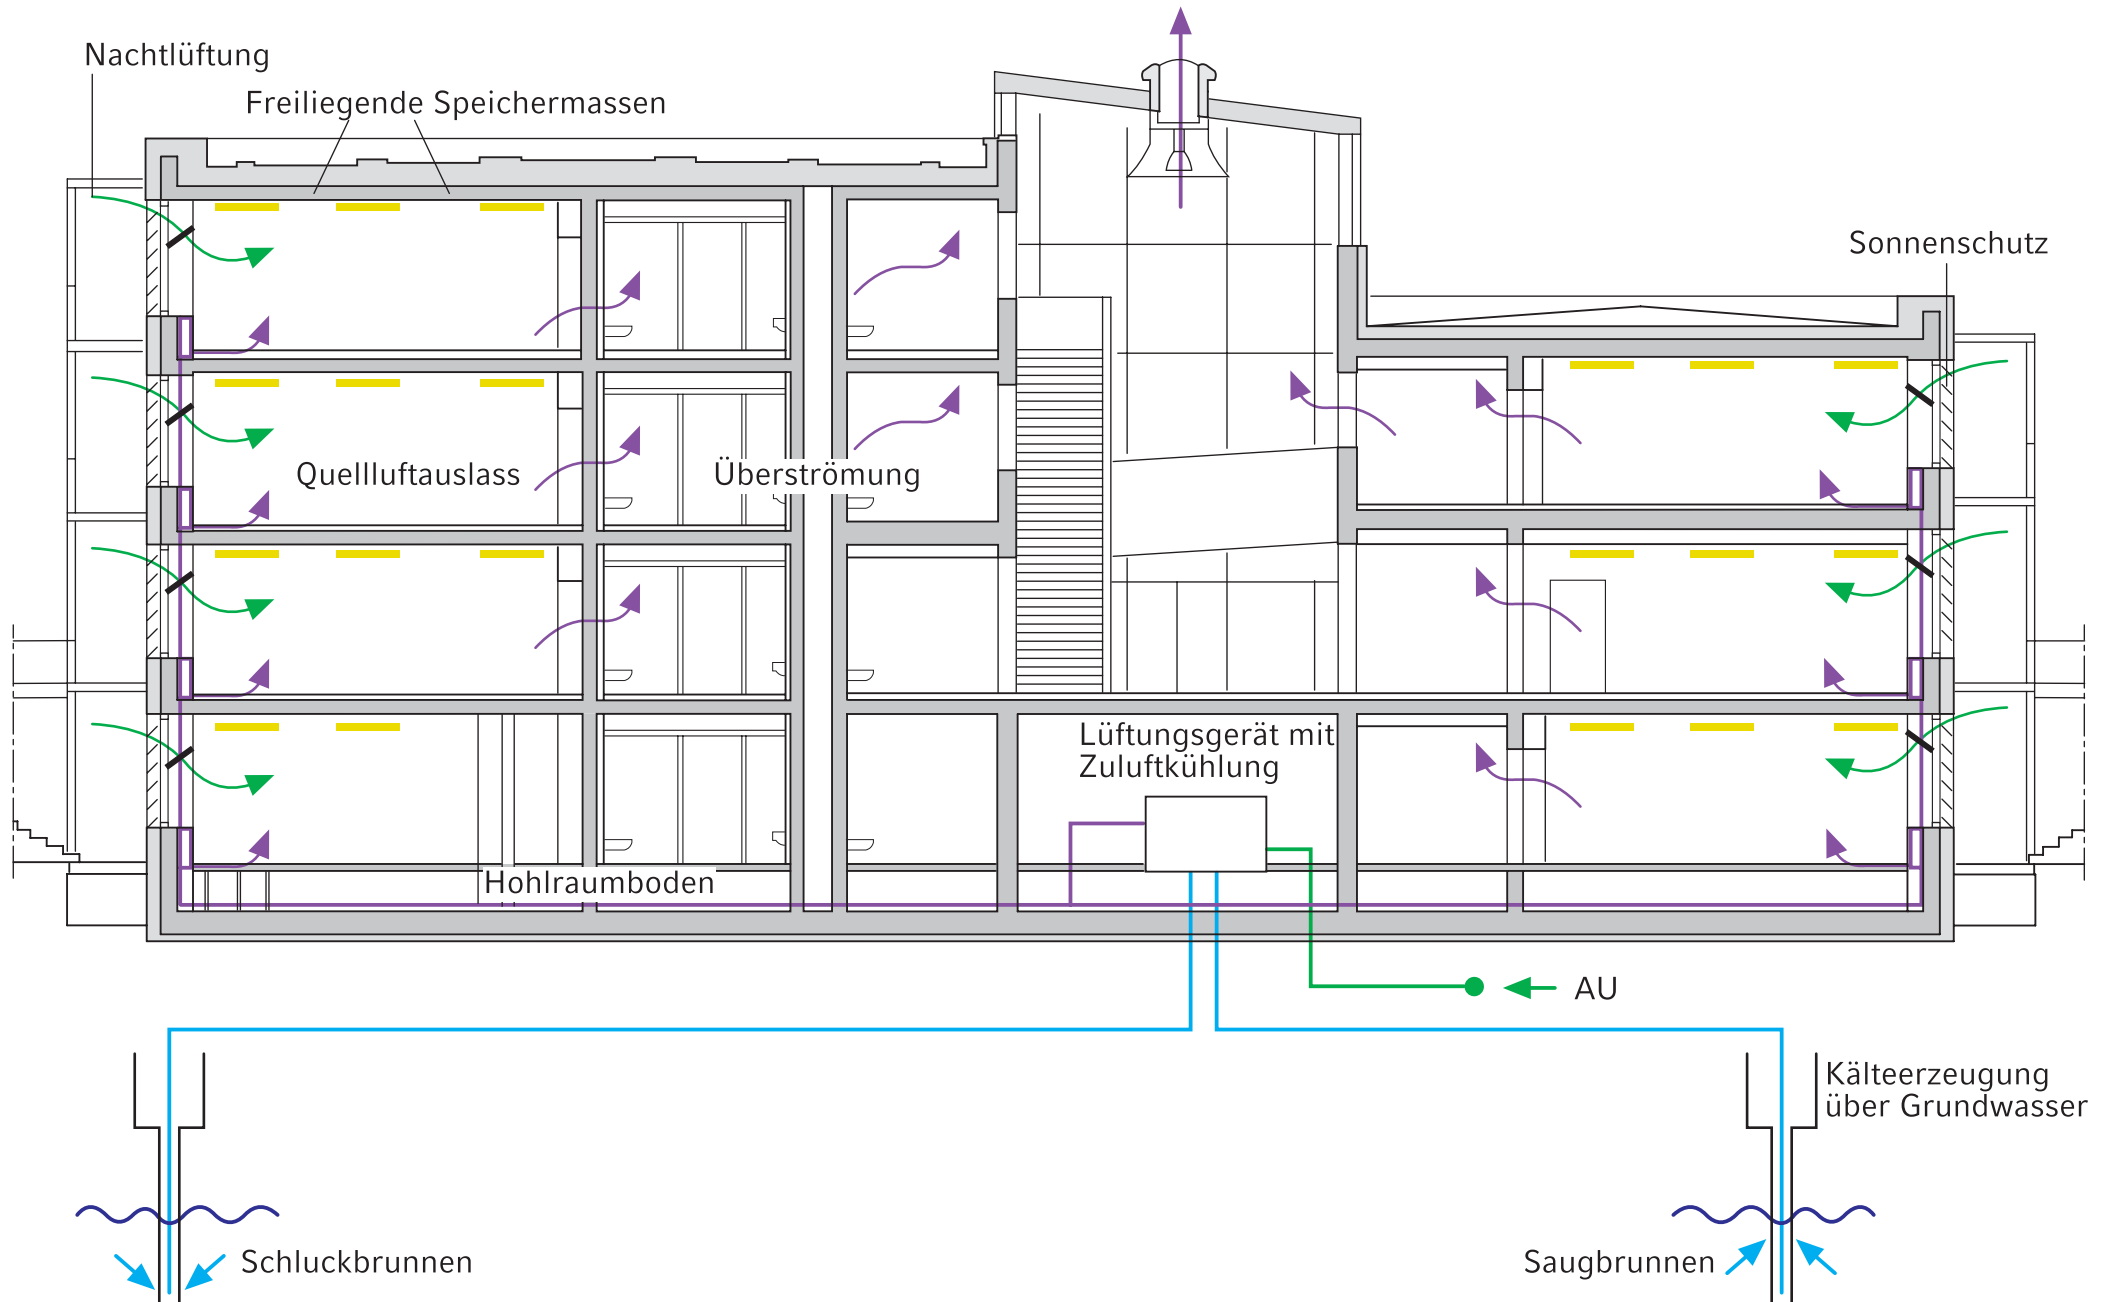 Nachtlüftung
Freiliegende Speichermassen
Sonnenschutz
Quellluftauslass
Überströmung
Lüftungsgerät mit
Zuluftkühlung
Hohlraumboden
AU
Kälteerzeugung
über Grundwasser
Schluckbrunnen
Saugbrunnen